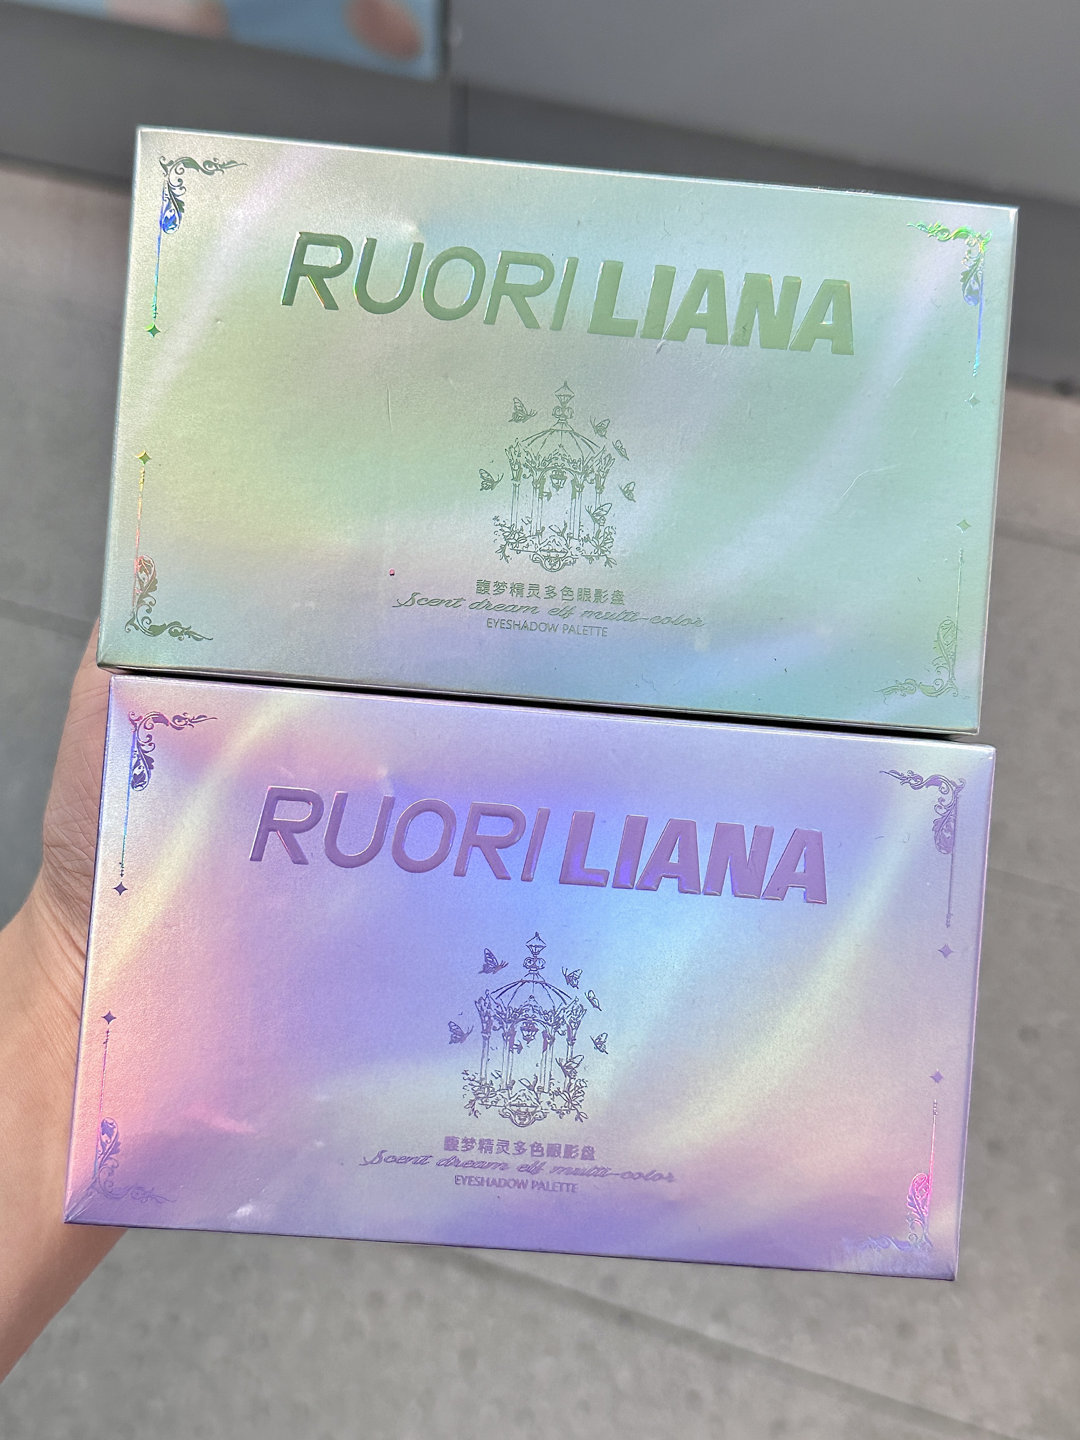 RUORI LIANA
馥梦精灵多色眼影盘
Scent dream elf multi-color
EYESHADOW PALETTE
RUORI LIANA
馥梦精灵多色眼影盘
Scent dream elf multi-color
EYESHADOW PALETTE